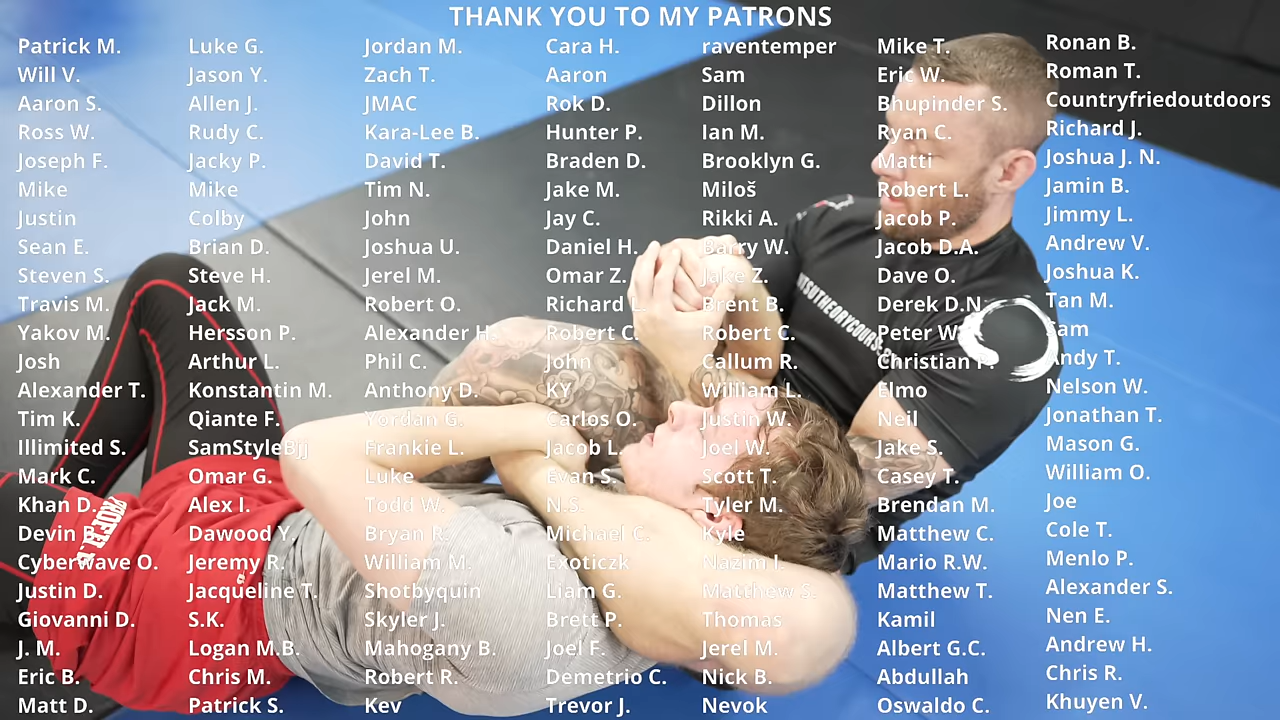 THANK YOU TO MY PATRONS
Patrick M.
Will V.
Aaron S.
Ross W.
Joseph F.
Mike
Justin
Sean E.
Steven S.
Travis M.
Yakov M.
Josh
Alexander T.
Tim K.
Illimited S.
Mark C.
Khan D.
Devin B.
Cyberwave O.
Justin D.
Giovanni D.
J. M.
Eric B.
Matt D.
Luke G.
Jason Y.
Allen J.
Rudy C.
Jacky P.
Mike
Colby
Brian D.
Steve H.
Jack M.
Hersson P.
Arthur L.
Konstantin M.
Qiante F.
SamStyleBjj
Omar G.
Alex I.
Dawood Y.
Jeremy R.
Jacqueline T.
S.K.
Logan M.B.
Chris M.
Patrick S.
Jordan M.
Zach T.
JMAC
Kara-Lee B.
David T.
Tim N.
John
Joshua U.
Jerel M.
Robert O.
Alexander H.
Phil C.
Anthony D.
Yordan G.
Frankie L.
Luke
Todd W.
Bryan R.
William M.
Shotbyquin
Skyler J.
Mahogany B.
Robert R.
Kev
Cara H.
Aaron
Rok D.
Hunter P.
Braden D.
Jake M.
Jay C.
Daniel H.
Omar Z.
Richard L.
Robert C.
John
KY
Carlos O.
Jacob L.
Evan S.
N.S.
Michael C.
Exoticzk
Liam G.
Brett P.
Joel F.
Demetrio C.
Trevor J.
raventemper
Sam
Dillon
Ian M.
Brooklyn G.
Miloš
Rikki A.
Barry W.
Jake Z.
Brent B.
Robert C.
Callum R.
William L.
Justin W.
Joel W.
Scott T.
Tyler M.
Kyle
Nazim I.
Matthew S.
Thomas
Jerel M.
Nick B.
Nevok
Mike T.
Eric W.
Bhupinder S.
Ryan C.
Matti
Robert L.
Jacob P.
Jacob D.A.
Dave O.
Derek D.N.
Peter W.
Christian P.
Elmo
Neil
Jake S.
Casey T.
Brendan M.
Matthew C.
Mario R.W.
Matthew T.
Kamil
Albert G.C.
Abdullah
Oswaldo C.
Ronan B.
Roman T.
Countryfriedoutdoors
Richard J.
Joshua J. N.
Jamin B.
Jimmy L.
Andrew V.
Joshua K.
Tan M.
Sam
Andy T.
Nelson W.
Jonathan T.
Mason G.
William O.
Joe
Cole T.
Menlo P.
Alexander S.
Nen E.
Andrew H.
Chris R.
Khuyen V.